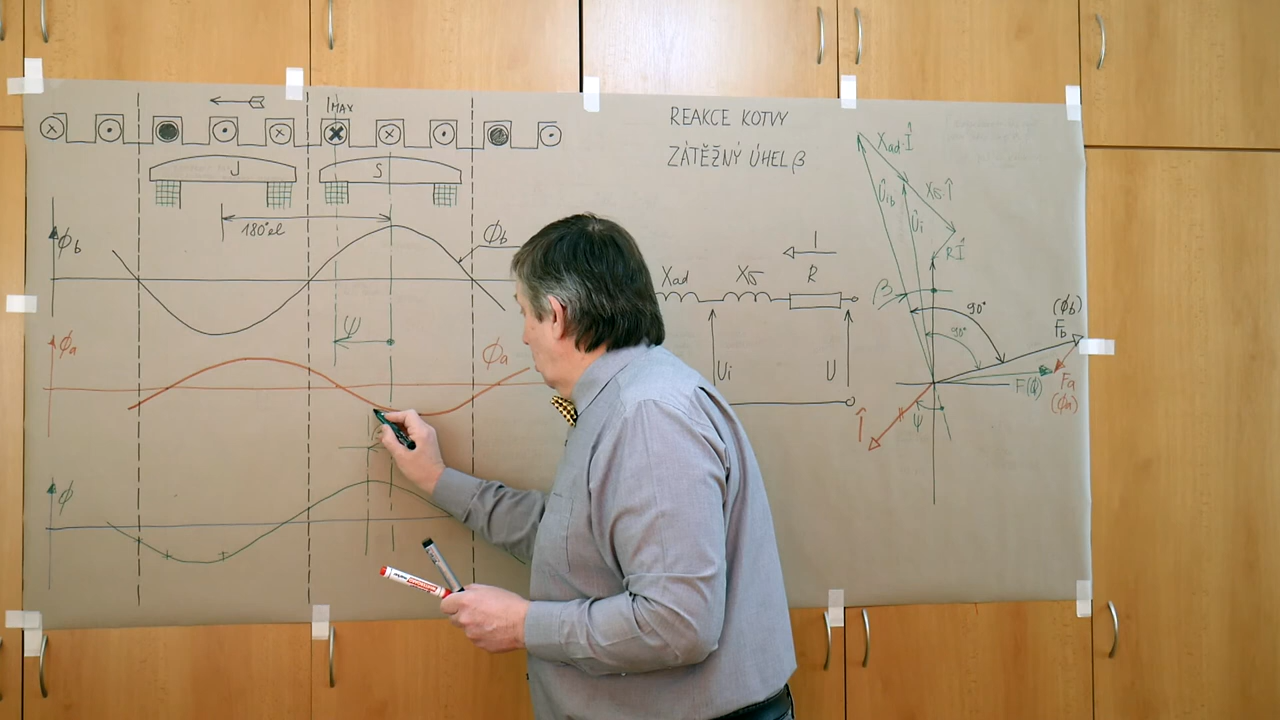 IMAX
REAKCE KOTVY
ZÁTĚŽNÝ ÚHEL β
J
S
180°el
ϕb
ϕb
ψ
ϕa
ϕa
ϕ
Xad
Xσ
I
R
Ui
U
Xad·Î
Xσ·Î
Ûib
Ûi
RÎ
β
90°
90°
(ϕb)
Fb
F(ϕ)
Fa
(ϕa)
Î
ψ